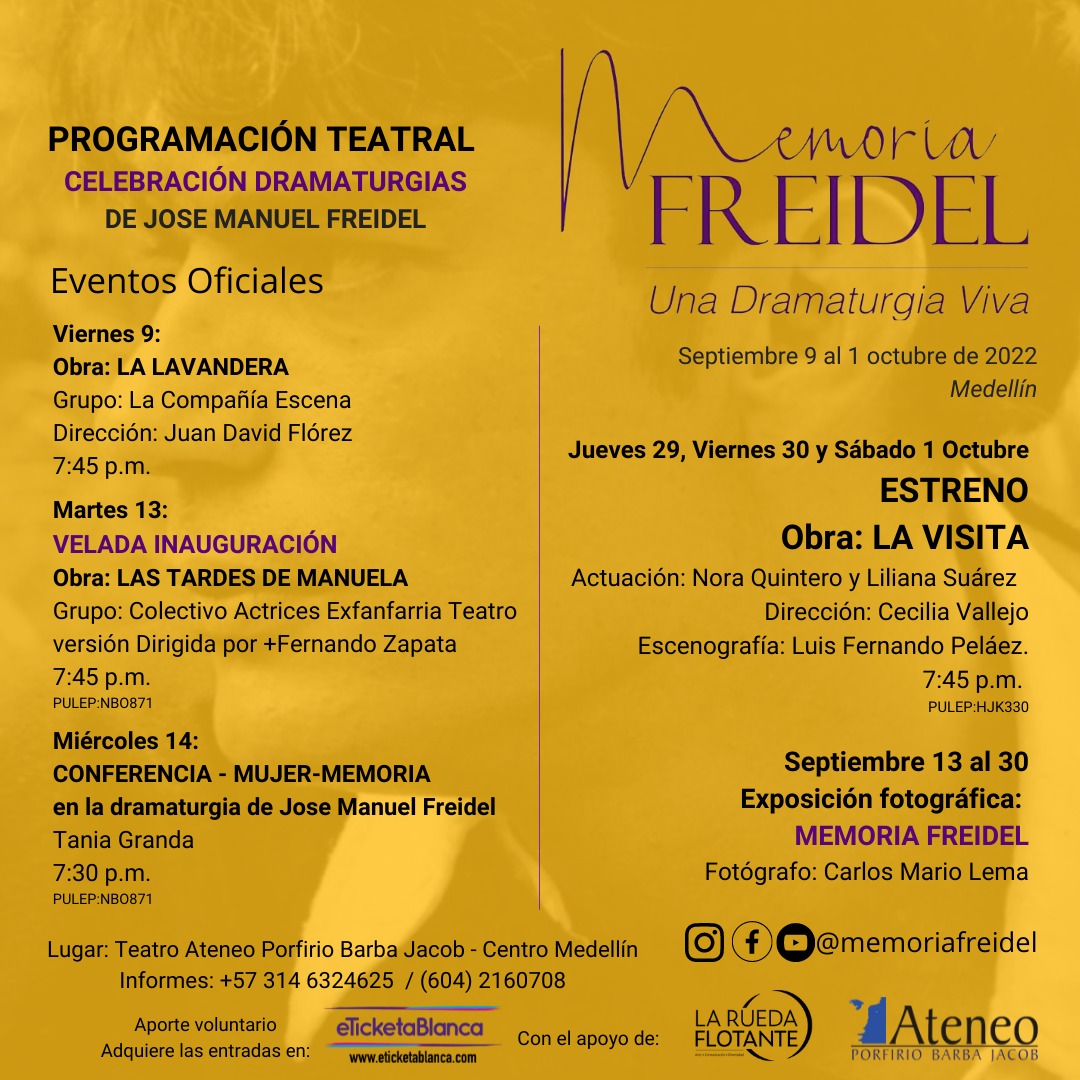 PROGRAMACIÓN TEATRAL
CELEBRACIÓN DRAMATURGIAS
DE JOSE MANUEL FREIDEL
Eventos Oficiales
Viernes 9:
Obra: LA LAVANDERA
Grupo: La Compañía Escena
Dirección: Juan David Flórez
7:45 p.m.
Martes 13:
VELADA INAUGURACIÓN
Obra: LAS TARDES DE MANUELA
Grupo: Colectivo Actrices Exfanfarria Teatro
versión Dirigida por +Fernando Zapata
7:45 p.m.
PULEP:NBO871
Miércoles 14:
CONFERENCIA - MUJER-MEMORIA
en la dramaturgia de Jose Manuel Freidel
Tania Granda
7:30 p.m.
PULEP:NBO871
Memoria
FREIDEL
Una Dramaturgia Viva
Septiembre 9 al 1 octubre de 2022
Medellín
Jueves 29, Viernes 30 y Sábado 1 Octubre
ESTRENO
Obra: LA VISITA
Actuación: Nora Quintero y Liliana Suárez
Dirección: Cecilia Vallejo
Escenografía: Luis Fernando Peláez.
7:45 p.m.
PULEP:HJK330
Septiembre 13 al 30
Exposición fotográfica:
MEMORIA FREIDEL
Fotógrafo: Carlos Mario Lema
@memoriafreidel
Lugar: Teatro Ateneo Porfirio Barba Jacob - Centro Medellín
Informes: +57 314 6324625 / (604) 2160708
Aporte voluntario
Adquiere las entradas en:
eTicketaBlanca
www.eticketablanca.com
Con el apoyo de:
LA RUEDA
FLOTANTE
Ateneo
PORFIRIO BARBA JACOB